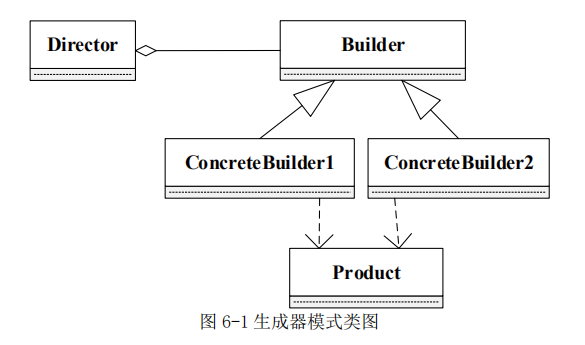 Director
Builder
ConcreteBuilder1
ConcreteBuilder2
Product
图 6-1 生成器模式类图